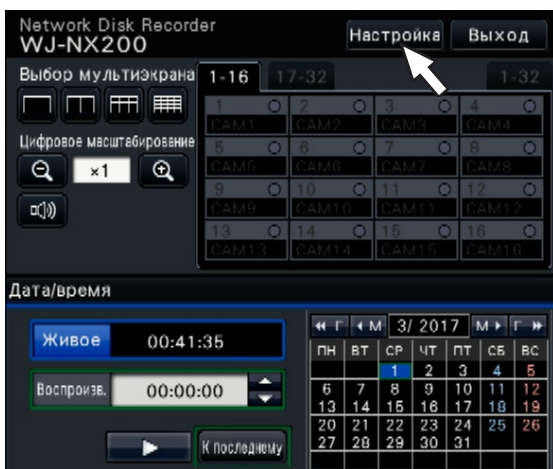 Network Disk Recorder
WJ-NX200
Настройка Выход
Выбор мультиэкрана
1-16 17-32 1-32
1 2 3 4
CAM1 CAM2 CAM3 CAM4
Цифровое масштабирование
5 6 7 8
CAM5 CAM6 CAM7 CAM8
×1
9 10 11 12
CAM9 CAM10 CAM11 CAM12
13 14 15 16
CAM13 CAM14 CAM15 CAM16
Дата/время
Г М 3/ 2017 М Г
Живое 00:41:35
ПН ВТ СР ЧТ ПТ СБ ВС
1 2 3 4 5
Воспроизв. 00:00:00
6 7 8 9 10 11 12
13 14 15 16 17 18 19
20 21 22 23 24 25 26
К последнему
27 28 29 30 31